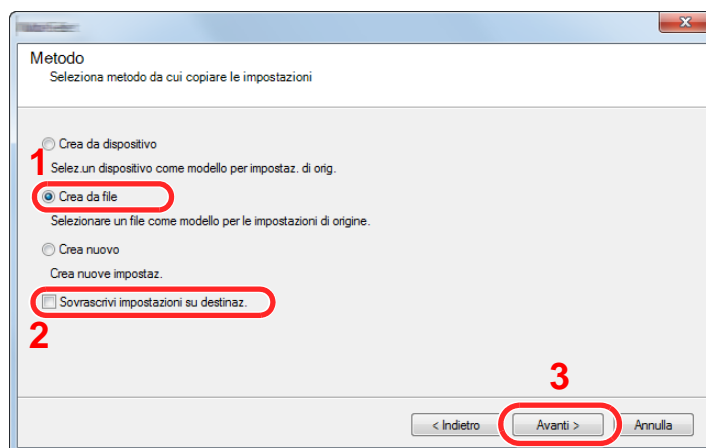 Metodo
Seleziona metodo da cui copiare le impostazioni
Crea da dispositivo
1
Selez.un dispositivo come modello per impostaz. di orig.
Crea da file
Selezionare un file come modello per le impostazioni di origine.
Crea nuovo
Crea nuove impostaz.
Sovrascrivi impostazioni su destinaz.
2
3
< Indietro Avanti > Annulla